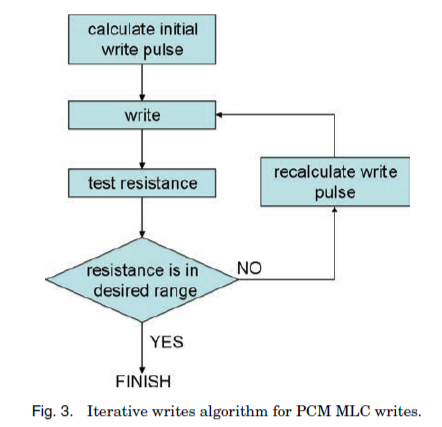 calculate initial
write pulse
write
test resistance
recalculate write
pulse
resistance is in
desired range
NO
YES
FINISH
Fig. 3. Iterative writes algorithm for PCM MLC writes.